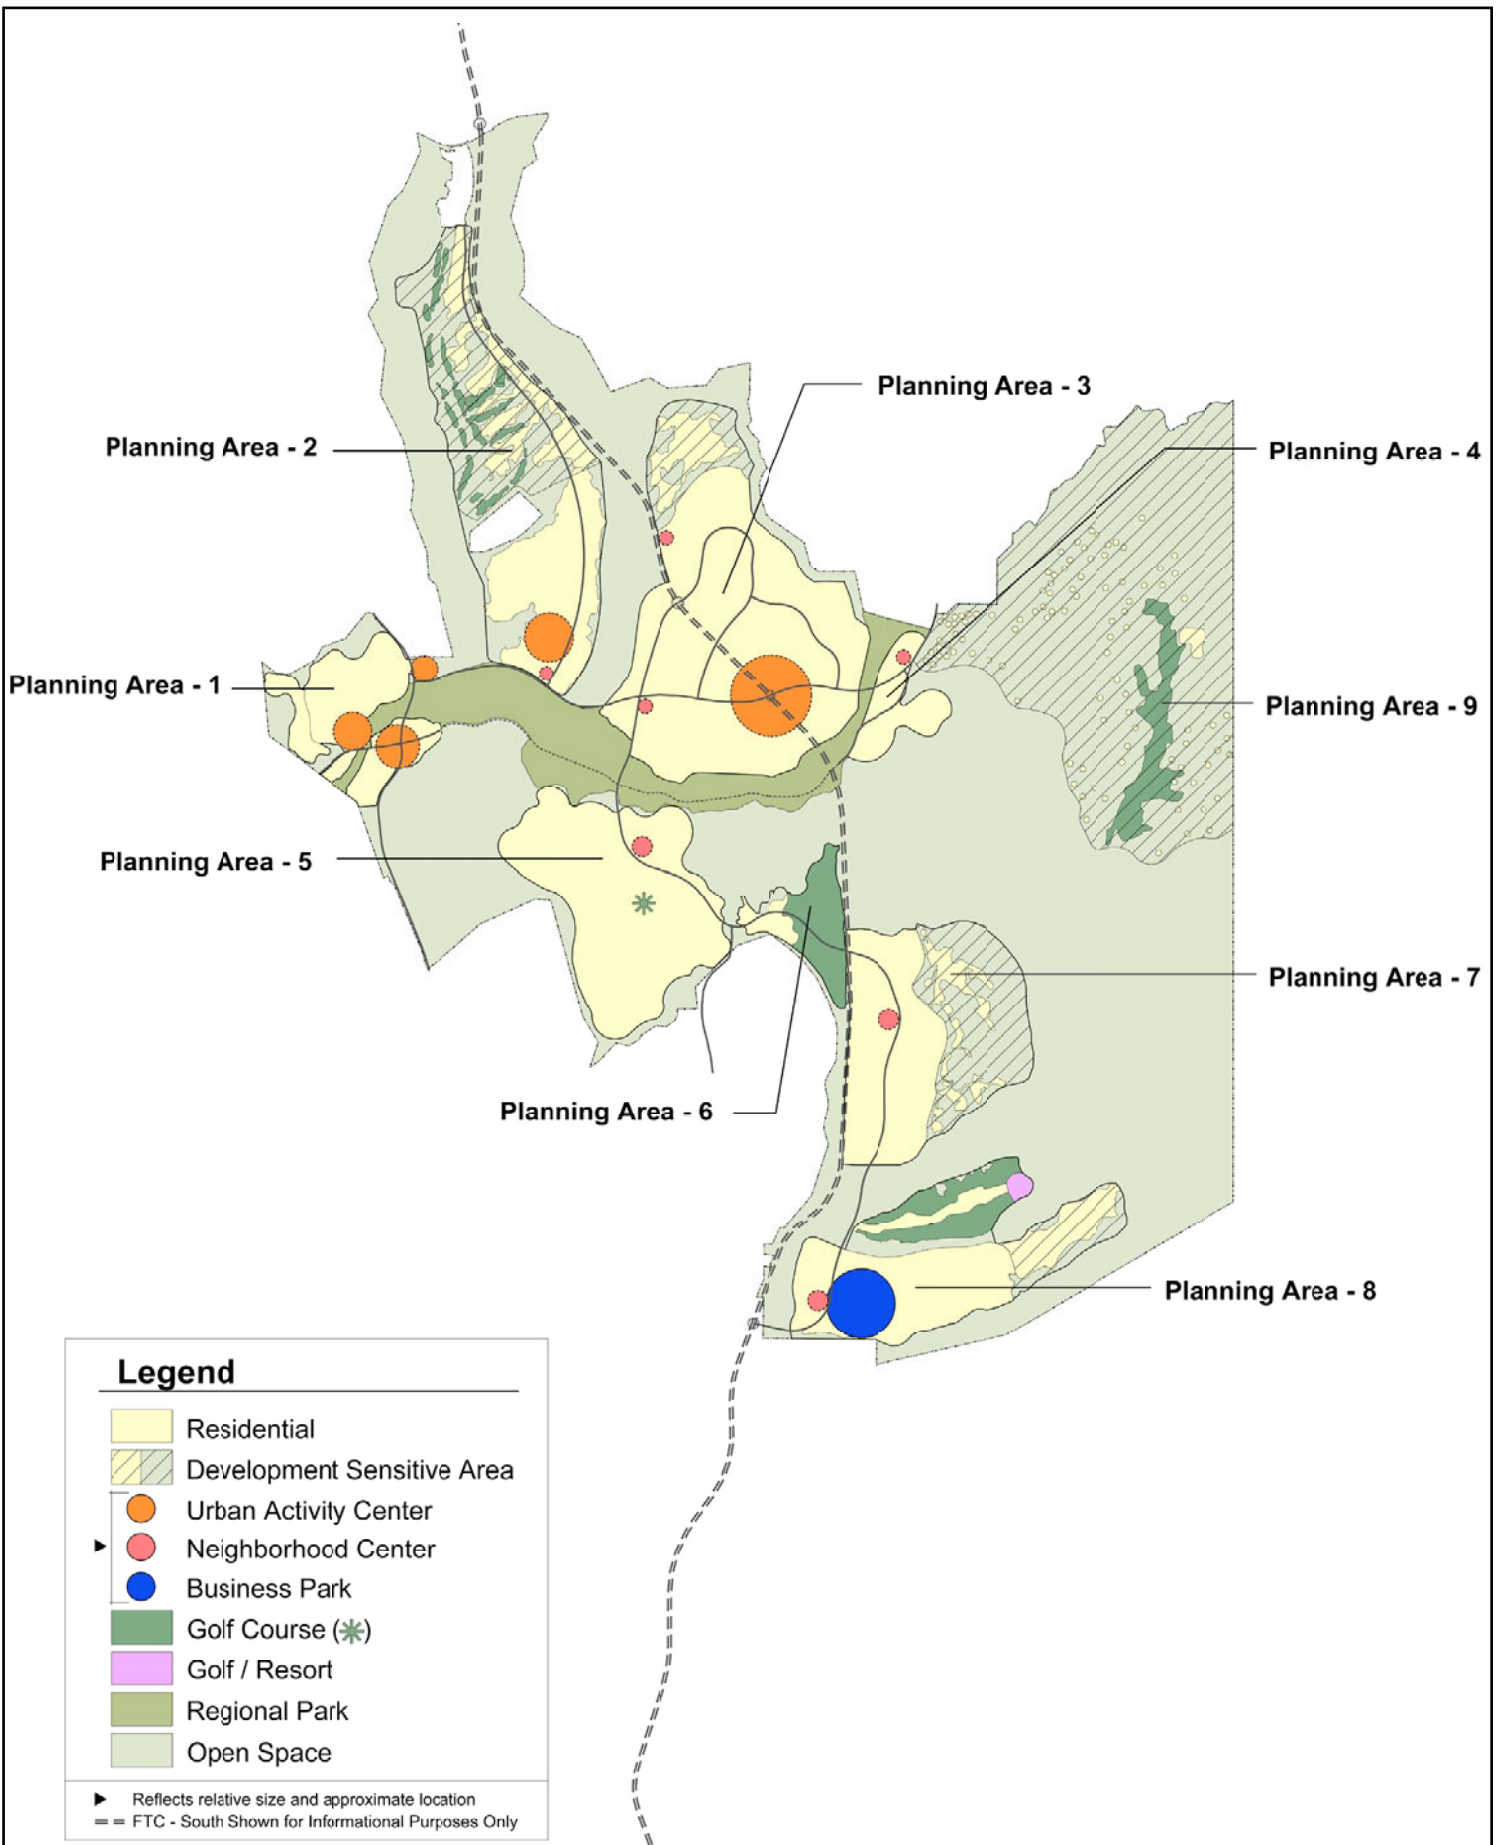 Planning Area - 3
Planning Area - 2
Planning Area - 4
Planning Area - 1
Planning Area - 9
Planning Area - 5
Planning Area - 7
Planning Area - 6
Planning Area - 8
Legend
Residential
Development Sensitive Area
Urban Activity Center
Neighborhood Center
Business Park
Golf Course (✳)
Golf / Resort
Regional Park
Open Space
Reflects relative size and approximate location
FTC - South Shown for Informational Purposes Only